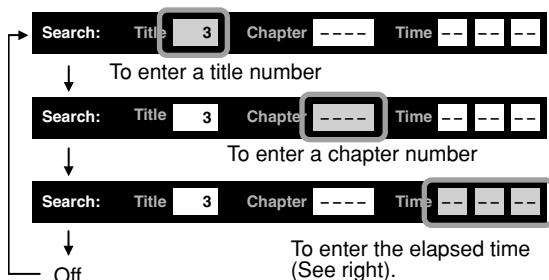 Search: Title 3 Chapter ---- Time -- -- --
To enter a title number
Search: Title 3 Chapter ---- Time -- -- --
To enter a chapter number
Search: Title 3 Chapter ---- Time -- -- --
To enter the elapsed time
(See right).
Off